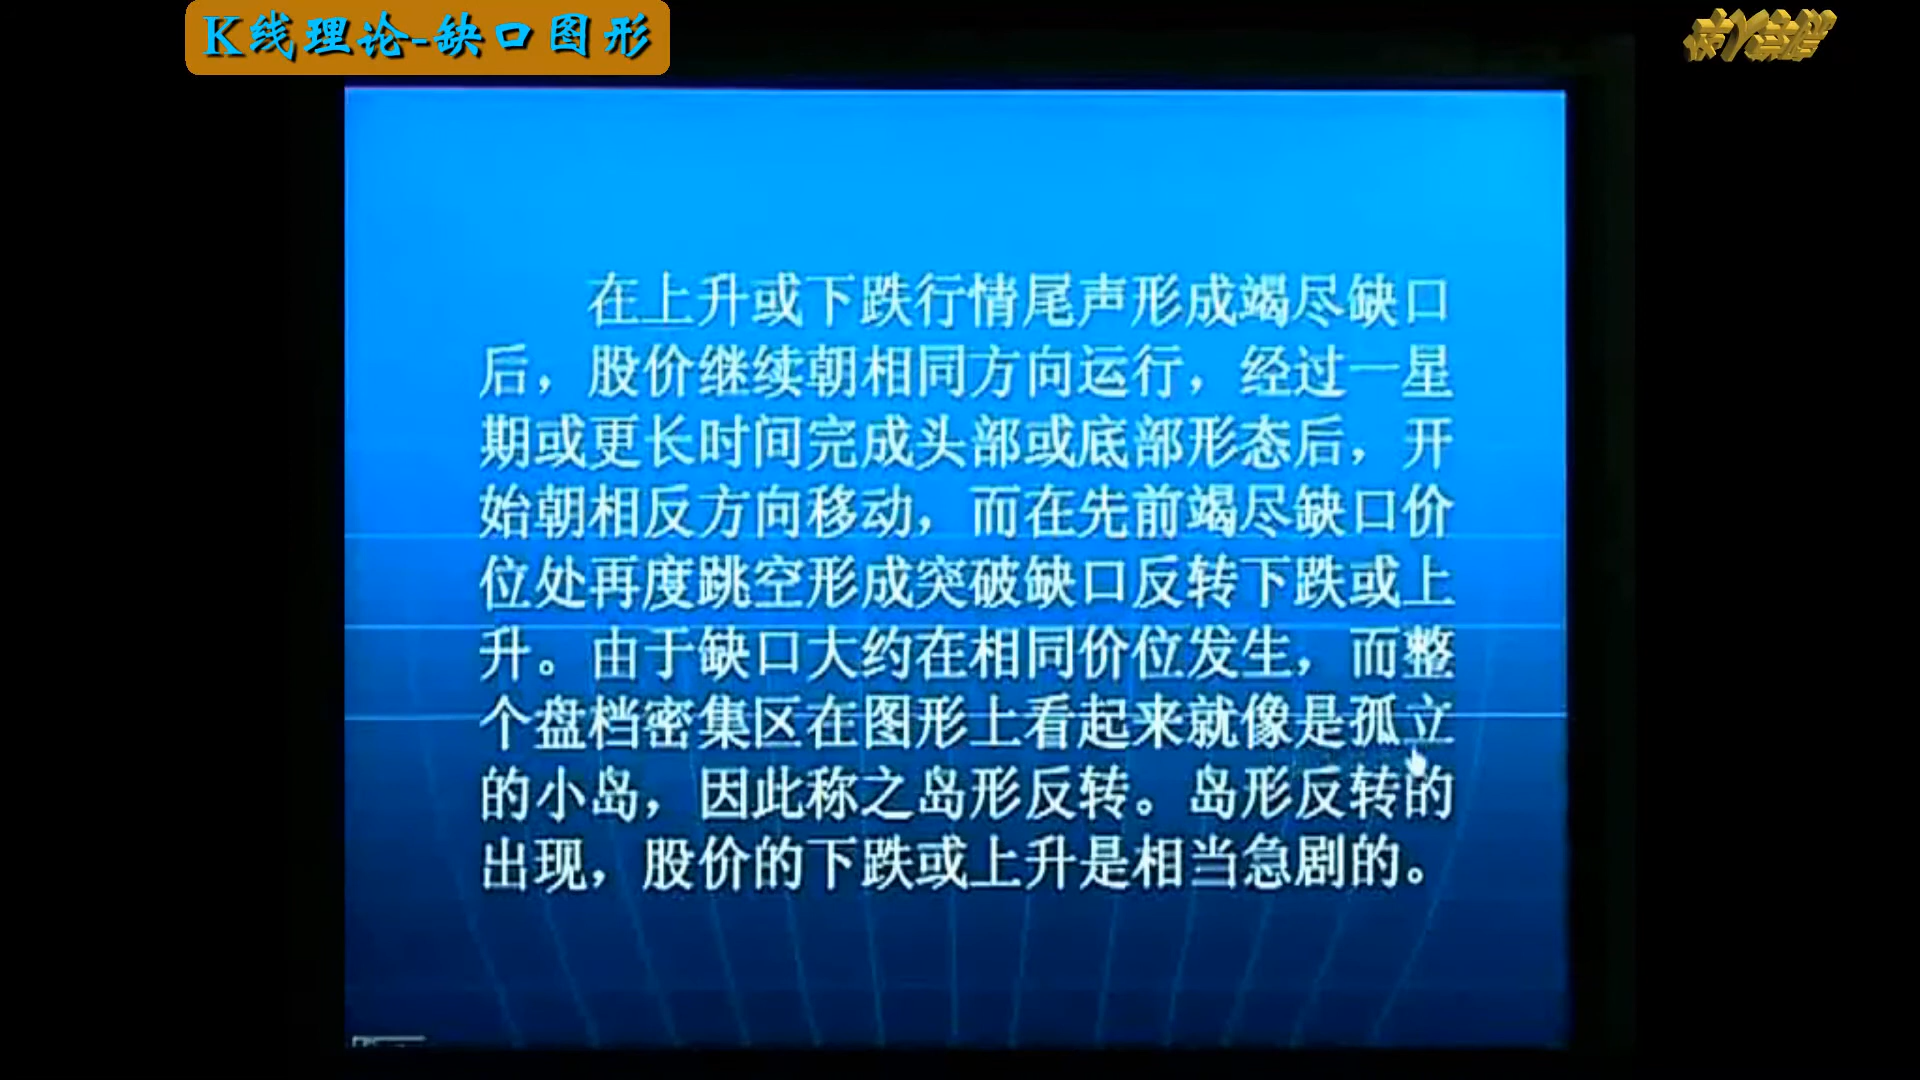 K线理论-缺口图形
在上升或下跌行情尾声形成竭尽缺口
后，股价继续朝相同方向运行，经过一星
期或更长时间完成头部或底部形态后，开
始朝相反方向移动，而在先前竭尽缺口价
位处再度跳空形成突破缺口反转下跌或上
升。由于缺口大约在相同价位发生，而整
个盘档密集区在图形上看起来就像是孤立
的小岛，因此称之岛形反转。岛形反转的
出现，股价的下跌或上升是相当急剧的。